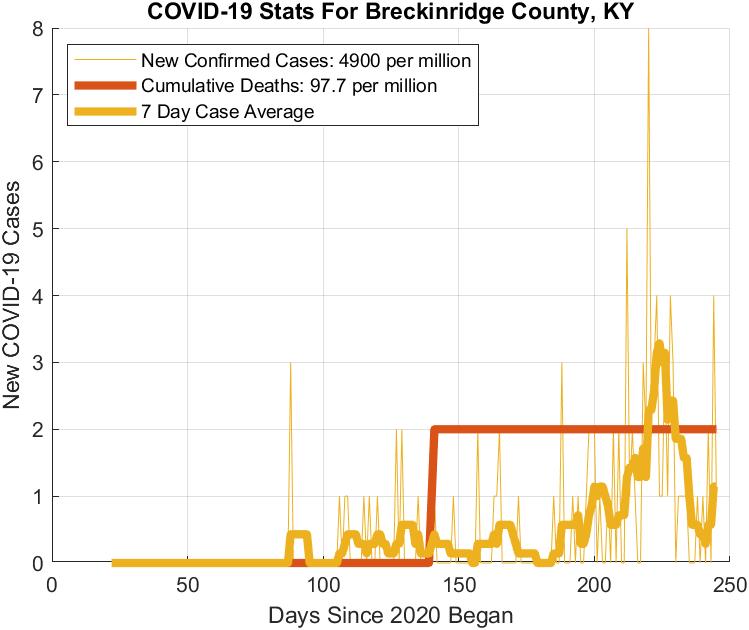 COVID-19 Stats For Breckinridge County, KY
New Confirmed Cases: 4900 per million
Cumulative Deaths: 97.7 per million
7 Day Case Average
New COVID-19 Cases
8
7
6
5
4
3
2
1
0
0 50 100 150 200 250
Days Since 2020 Began